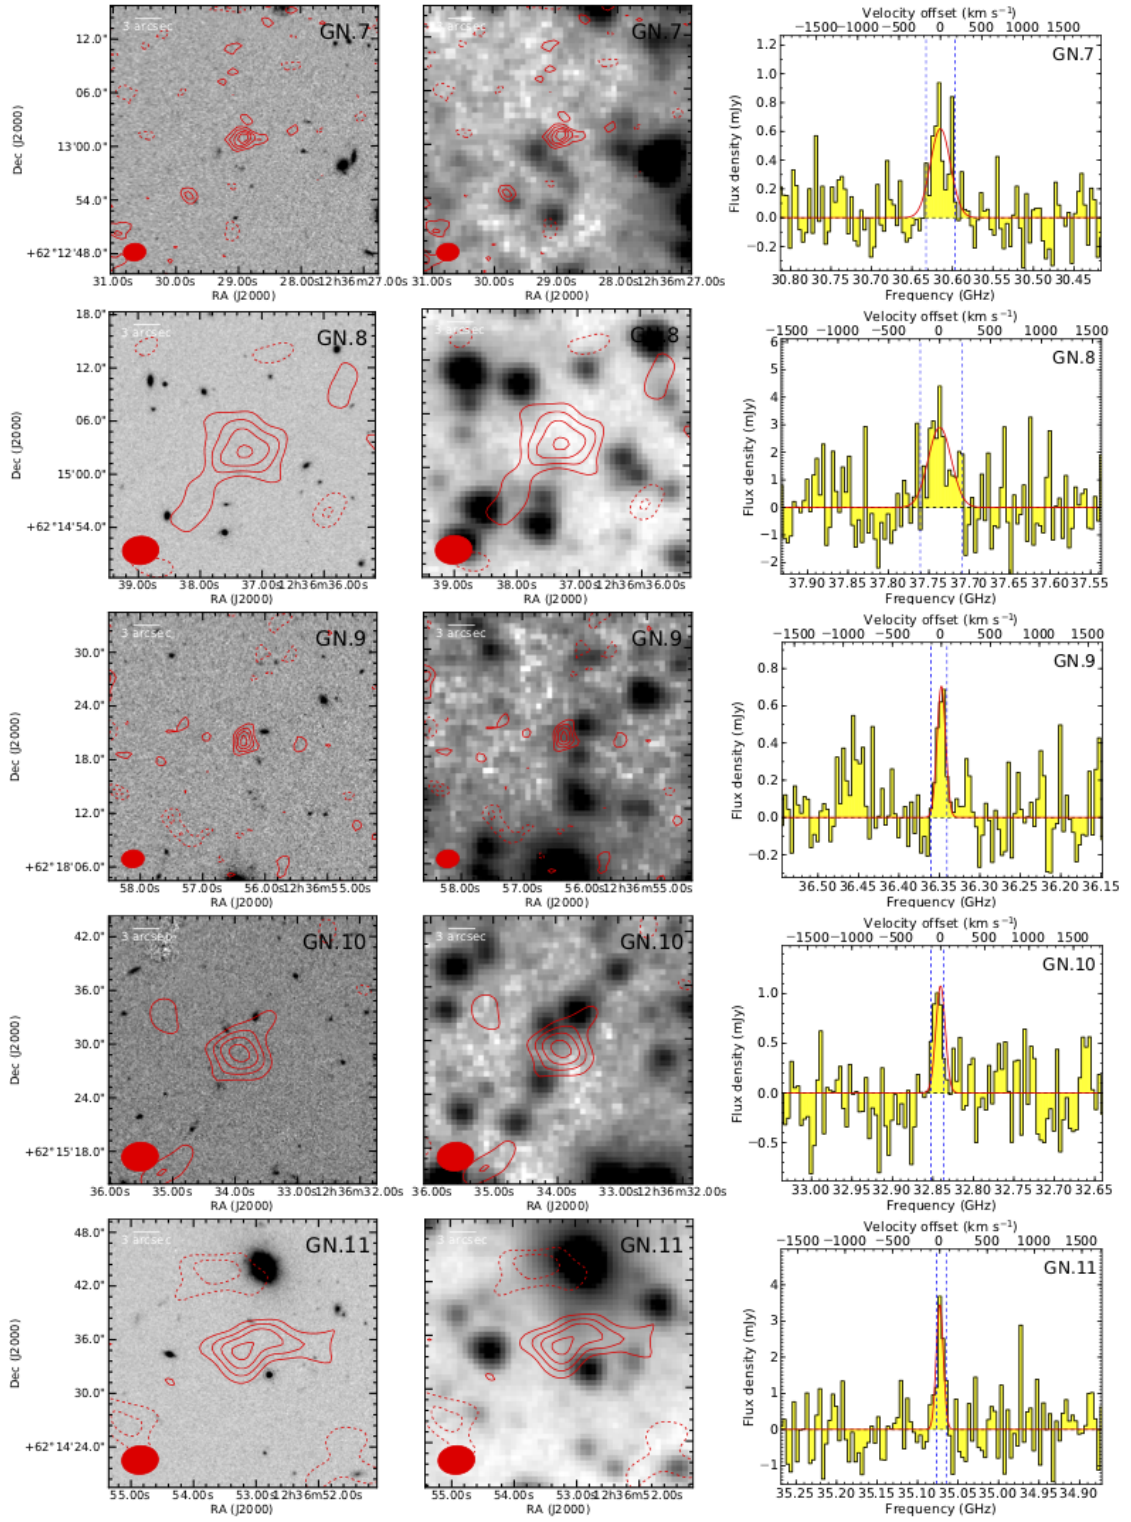 3 arcsec GN.7
12.0"
06.0"
13'00.0"
54.0"
+62°12'48.0"
Dec (J2000)
31.00s 30.00s 29.00s 28.00s 12h36m27.00s
RA (J2000)
3 arcsec GN.7
31.00s 30.00s 29.00s 28.00s 12h36m27.00s
RA (J2000)
Velocity offset (km s⁻¹)
−1500 −1000 −500 0 500 1000 1500
GN.7
1.2
1.0
0.8
0.6
0.4
0.2
0.0
−0.2
Flux density (mJy)
30.80 30.75 30.70 30.65 30.60 30.55 30.50 30.45
Frequency (GHz)
3 arcsec GN.8
18.0"
12.0"
06.0"
15'00.0"
+62°14'54.0"
Dec (J2000)
39.00s 38.00s 37.00s 12h36m36.00s
RA (J2000)
3 arcsec GN.8
39.00s 38.00s 37.00s 12h36m36.00s
RA (J2000)
Velocity offset (km s⁻¹)
−1500 −1000 −500 0 500 1000 1500
GN.8
6
5
4
3
2
1
0
−1
−2
Flux density (mJy)
37.90 37.85 37.80 37.75 37.70 37.65 37.60 37.55
Frequency (GHz)
3 arcsec GN.9
30.0"
24.0"
18.0"
12.0"
+62°18'06.0"
Dec (J2000)
58.00s 57.00s 56.00s 12h36m55.00s
RA (J2000)
3 arcsec GN.9
58.00s 57.00s 56.00s 12h36m55.00s
RA (J2000)
Velocity offset (km s⁻¹)
−1500 −1000 −500 0 500 1000 1500
GN.9
0.8
0.6
0.4
0.2
0.0
−0.2
Flux density (mJy)
36.50 36.45 36.40 36.35 36.30 36.25 36.20 36.15
Frequency (GHz)
3 arcsec GN.10
42.0"
36.0"
30.0"
24.0"
+62°15'18.0"
Dec (J2000)
36.00s 35.00s 34.00s 33.00s 12h36m32.00s
RA (J2000)
3 arcsec GN.10
36.00s 35.00s 34.00s 33.00s 12h36m32.00s
RA (J2000)
Velocity offset (km s⁻¹)
−1500 −1000 −500 0 500 1000 1500
GN.10
1.0
0.5
0.0
−0.5
Flux density (mJy)
33.00 32.95 32.90 32.85 32.80 32.75 32.70 32.65
Frequency (GHz)
3 arcsec GN.11
48.0"
42.0"
36.0"
30.0"
+62°14'24.0"
Dec (J2000)
55.00s 54.00s 53.00s 12h36m52.00s
RA (J2000)
3 arcsec GN.11
55.00s 54.00s 53.00s 12h36m52.00s
RA (J2000)
Velocity offset (km s⁻¹)
−1500 −1000 −500 0 500 1000 1500
GN.11
4
3
2
1
0
−1
Flux density (mJy)
35.25 35.20 35.15 35.10 35.05 35.00 34.95 34.90
Frequency (GHz)